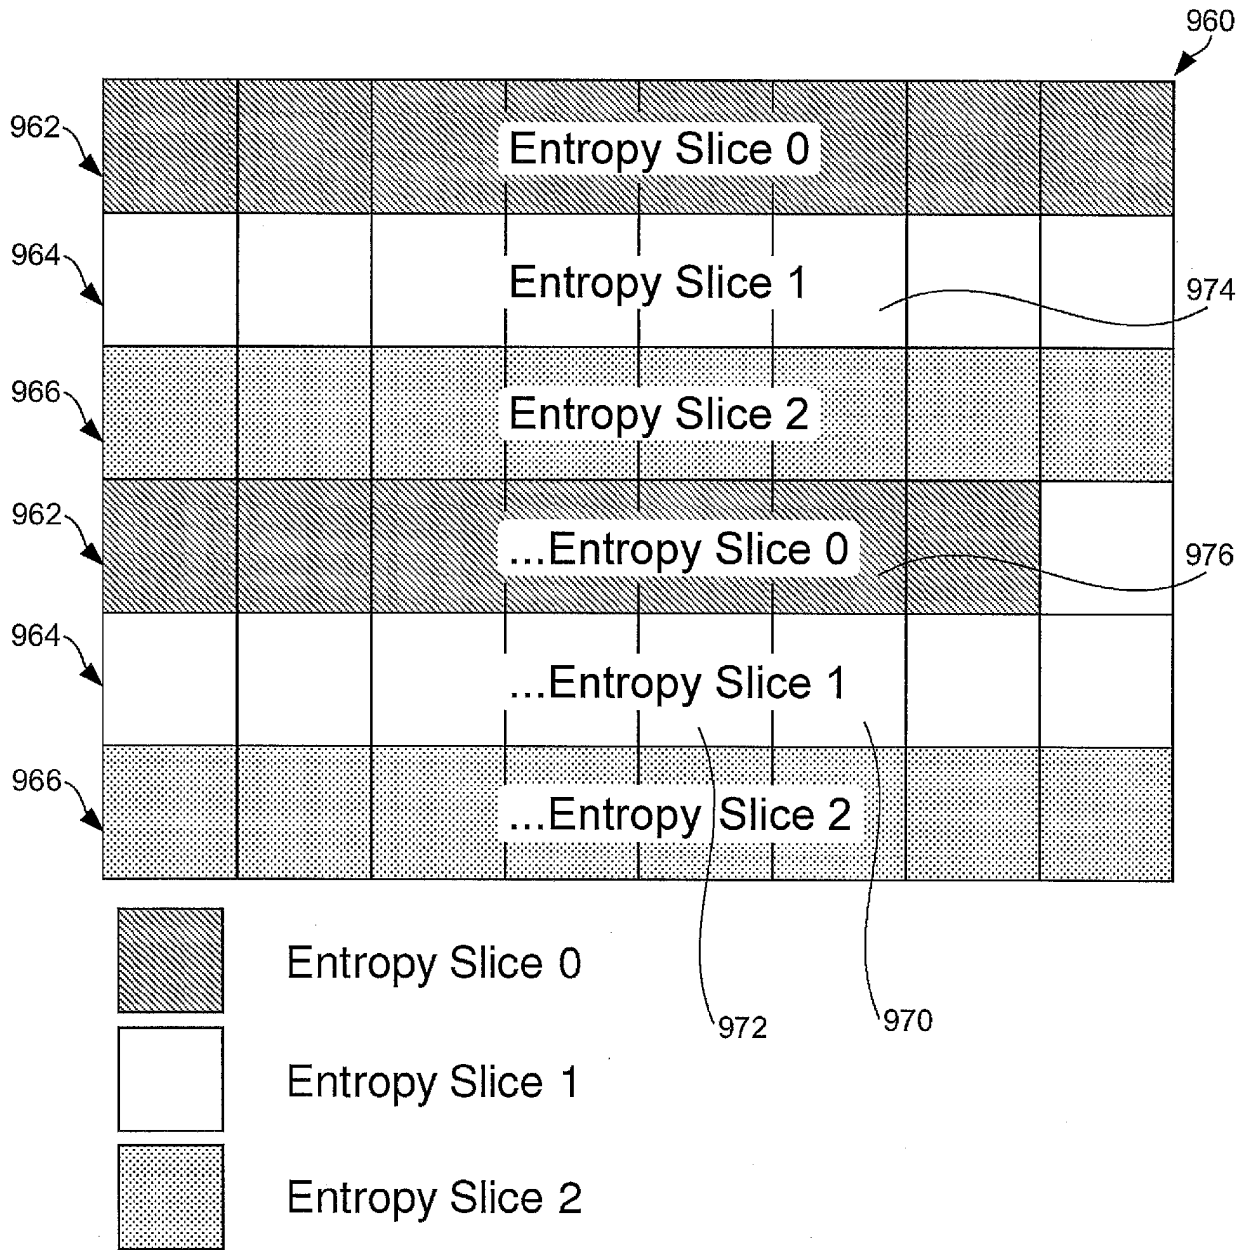 960
962
Entropy Slice 0
964
Entropy Slice 1
974
966
Entropy Slice 2
962
...Entropy Slice 0
976
964
...Entropy Slice 1
966
...Entropy Slice 2
Entropy Slice 0
972
970
Entropy Slice 1
Entropy Slice 2